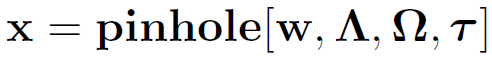 x = pinhole[w, Λ, Ω, τ]